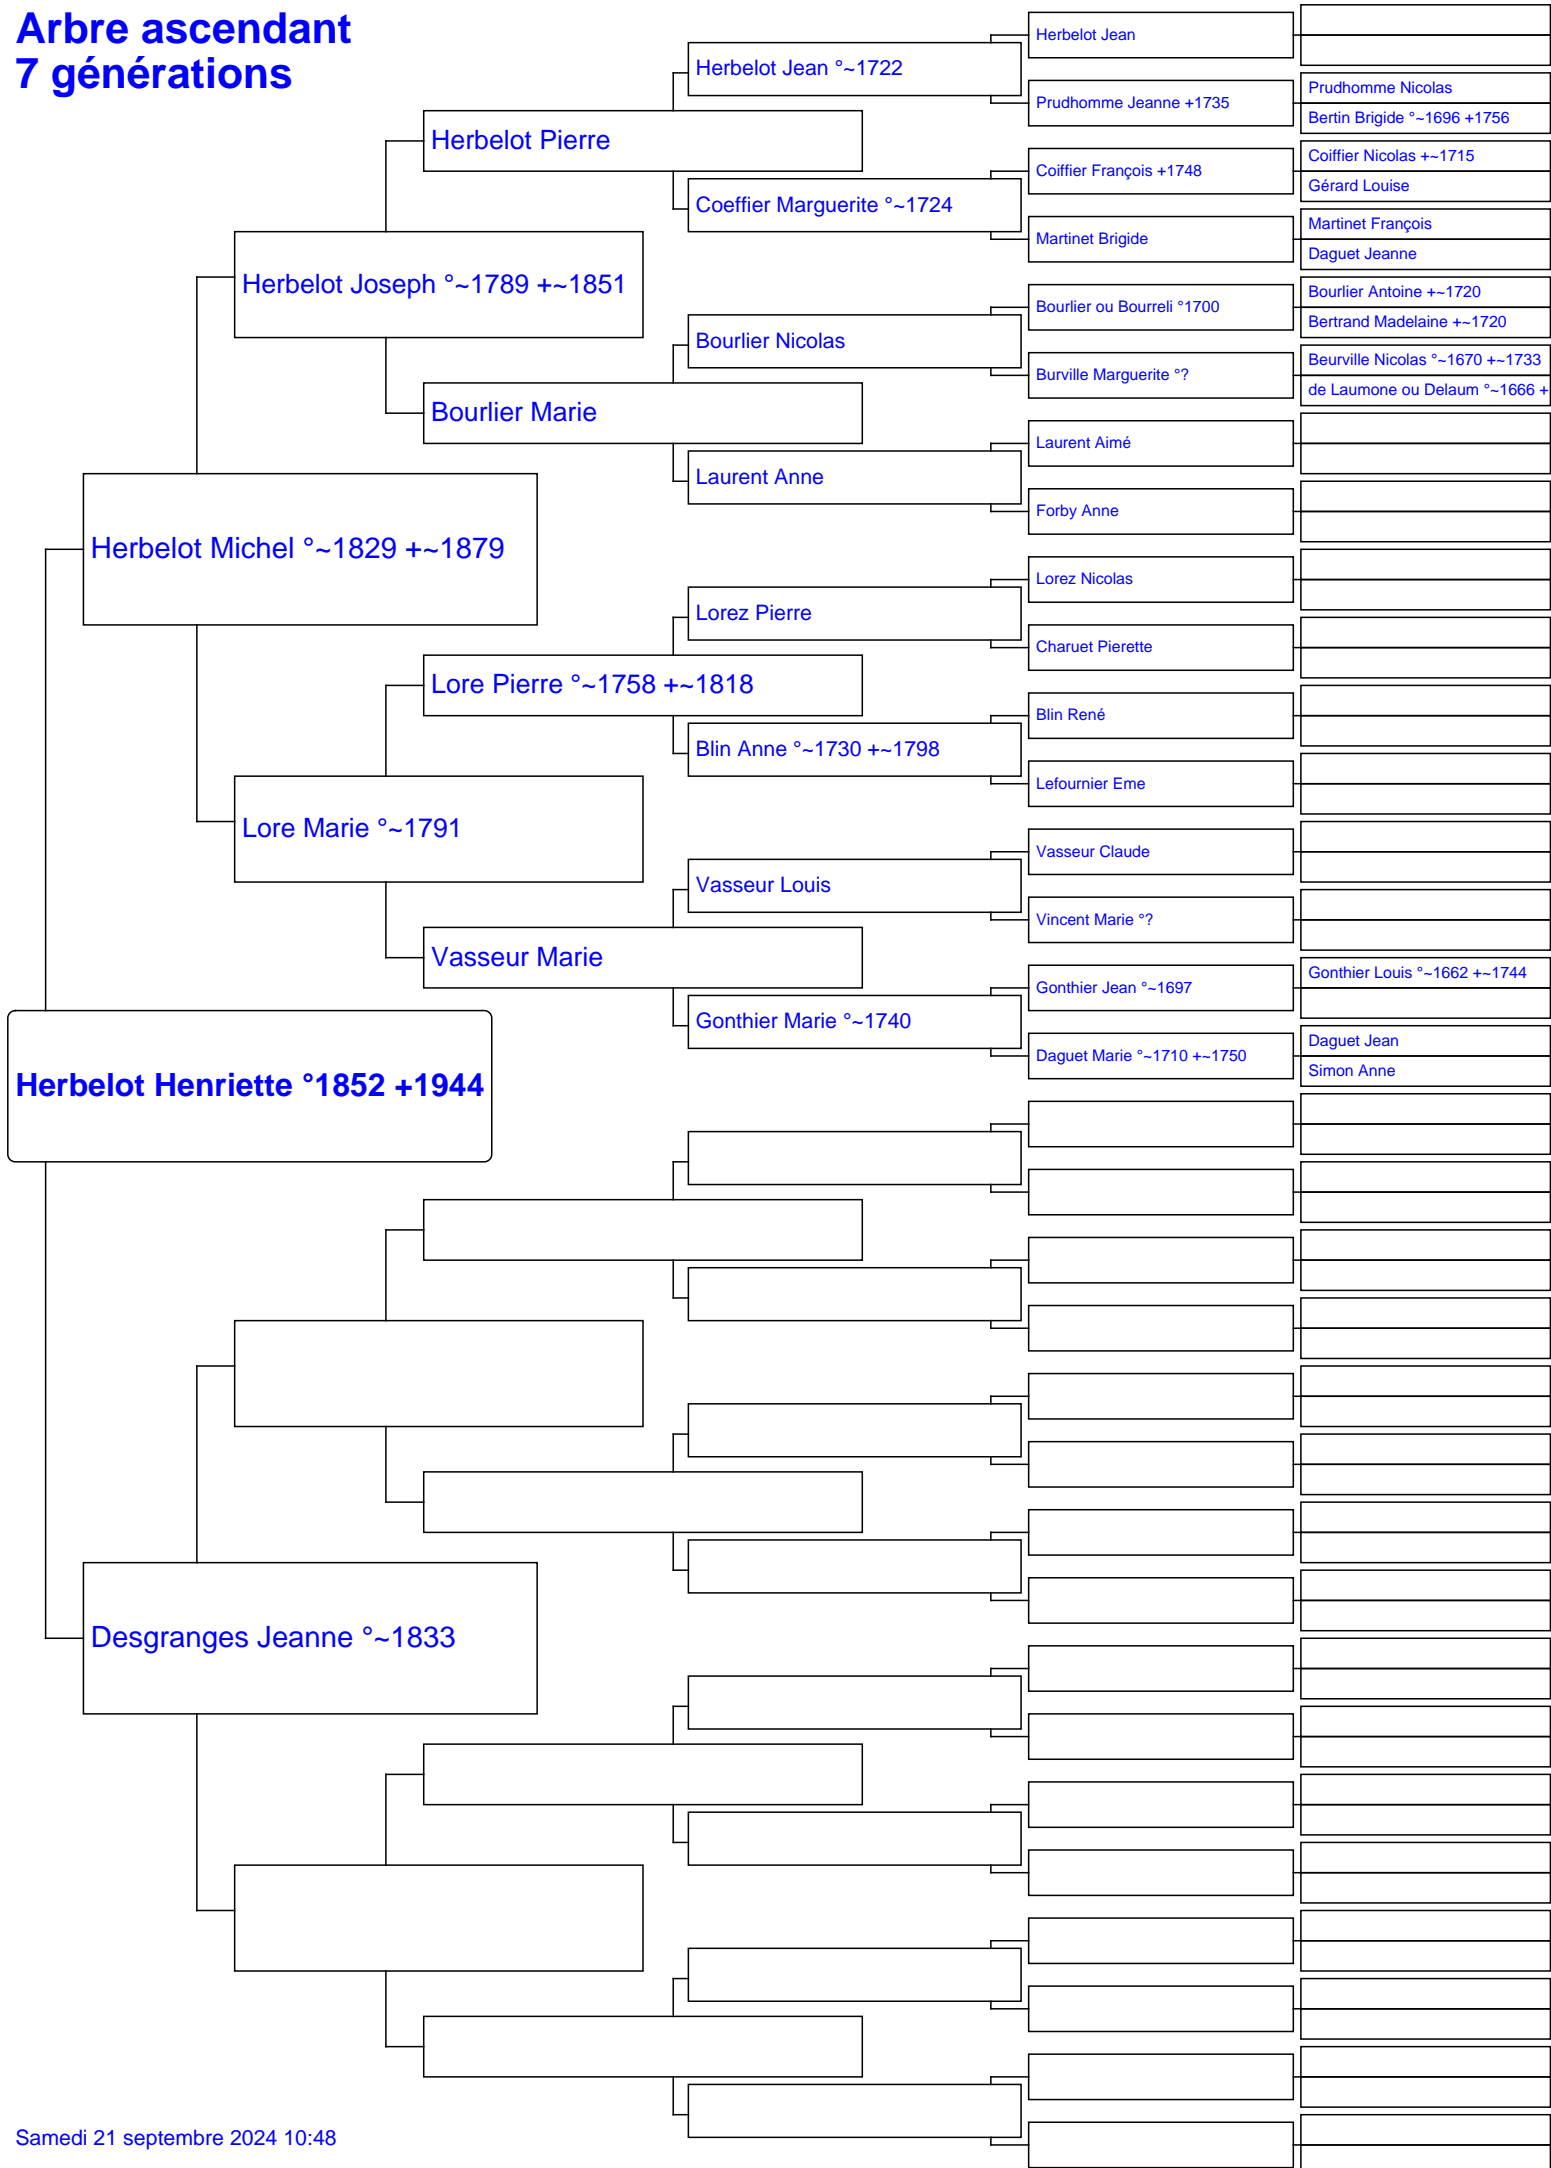 Arbre ascendant
7 générations
Herbelot Jean
Herbelot Jean °~1722
Prudhomme Nicolas
Prudhomme Jeanne +1735
Bertin Brigide °~1696 +1756
Herbelot Pierre
Coiffier Nicolas +~1715
Coiffier François +1748
Gérard Louise
Coeffier Marguerite °~1724
Martinet François
Martinet Brigide
Daguet Jeanne
Herbelot Joseph °~1789 +~1851
Bourlier Antoine +~1720
Bourlier ou Bourreli °1700
Bertrand Madelaine +~1720
Bourlier Nicolas
Beurville Nicolas °~1670 +~1733
Burville Marguerite °?
de Laumone ou Delaum °~1666 +
Bourlier Marie
Laurent Aimé
Laurent Anne
Forby Anne
Herbelot Michel °~1829 +~1879
Lorez Nicolas
Lorez Pierre
Charuet Pierette
Lore Pierre °~1758 +~1818
Blin René
Blin Anne °~1730 +~1798
Lefournier Eme
Lore Marie °~1791
Vasseur Claude
Vasseur Louis
Vincent Marie °?
Vasseur Marie
Gonthier Louis °~1662 +~1744
Gonthier Jean °~1697
Gonthier Marie °~1740
Daguet Jean
Daguet Marie °~1710 +~1750
Simon Anne
Herbelot Henriette °1852 +1944
Desgranges Jeanne °~1833
Samedi 21 septembre 2024 10:48